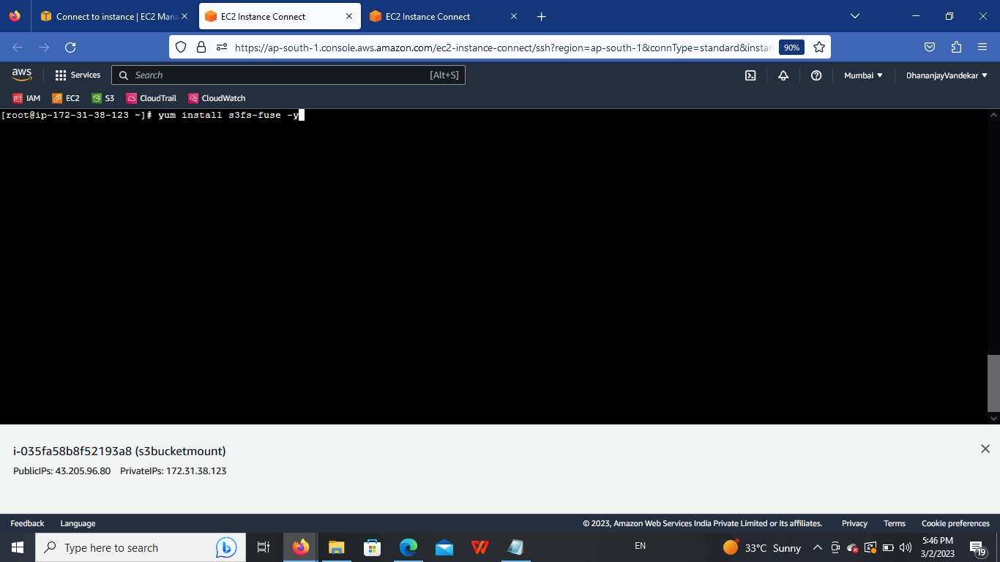 Connect to instance | EC2 Mana
EC2 Instance Connect
EC2 Instance Connect
https://ap-south-1.console.aws.amazon.com/ec2-instance-connect/ssh?region=ap-south-1&connType=standard&instan
90%
aws
Services
Search
[Alt+S]
Mumbai
DhananjayVandekar
IAM
EC2
S3
CloudTrail
CloudWatch
[root@ip-172-31-38-123 ~]# yum install s3fs-fuse -y
i-035fa58b8f52193a8 (s3bucketmount)
PublicIPs: 43.205.96.80 PrivateIPs: 172.31.38.123
Feedback
Language
© 2023, Amazon Web Services India Private Limited or its affiliates.
Privacy
Terms
Cookie preferences
Type here to search
EN
33°C Sunny
5:46 PM
3/2/2023
19